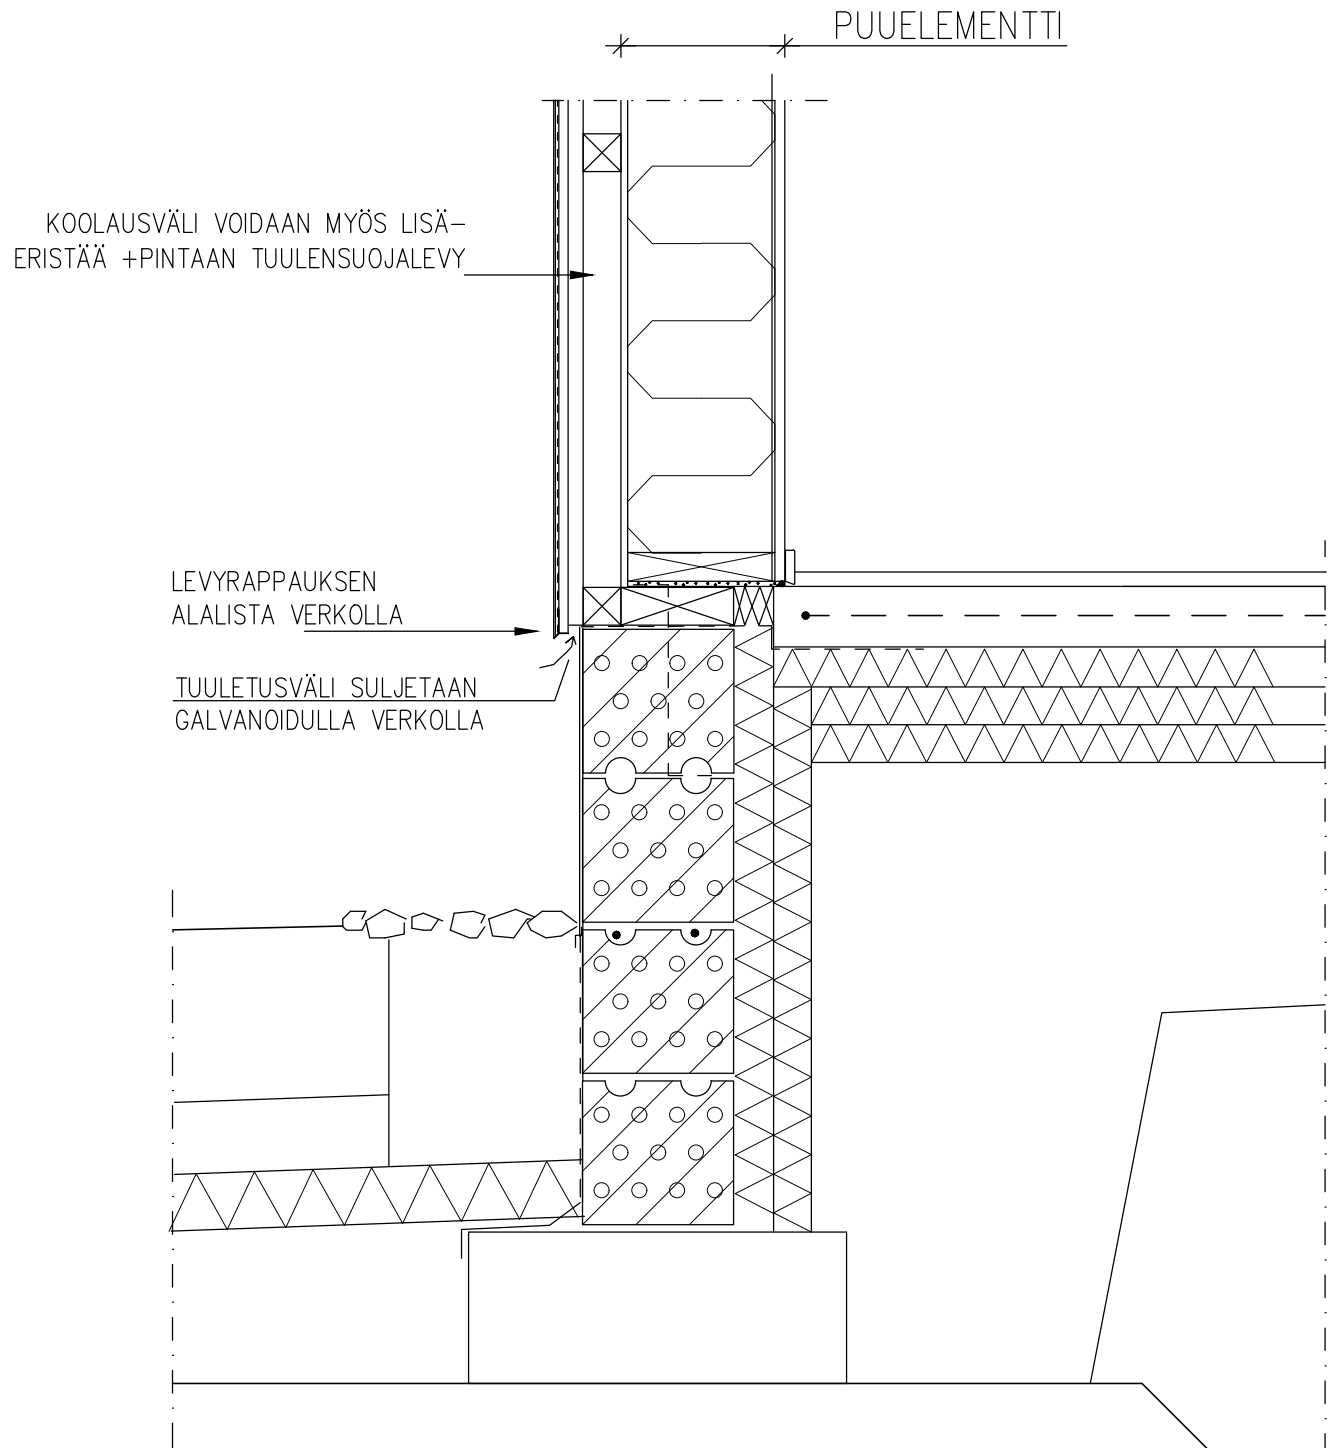 PUUELEMENTTI
KOOLAUSVÄLI VOIDAAN MYÖS LISÄ-
ERISTÄÄ +PINTAAN TUULENSUOJALEVY
LEVYRAPPAUKSEN
ALALISTA VERKOLLA
TUULETUSVÄLI SULJETAAN
GALVANOIDULLA VERKOLLA